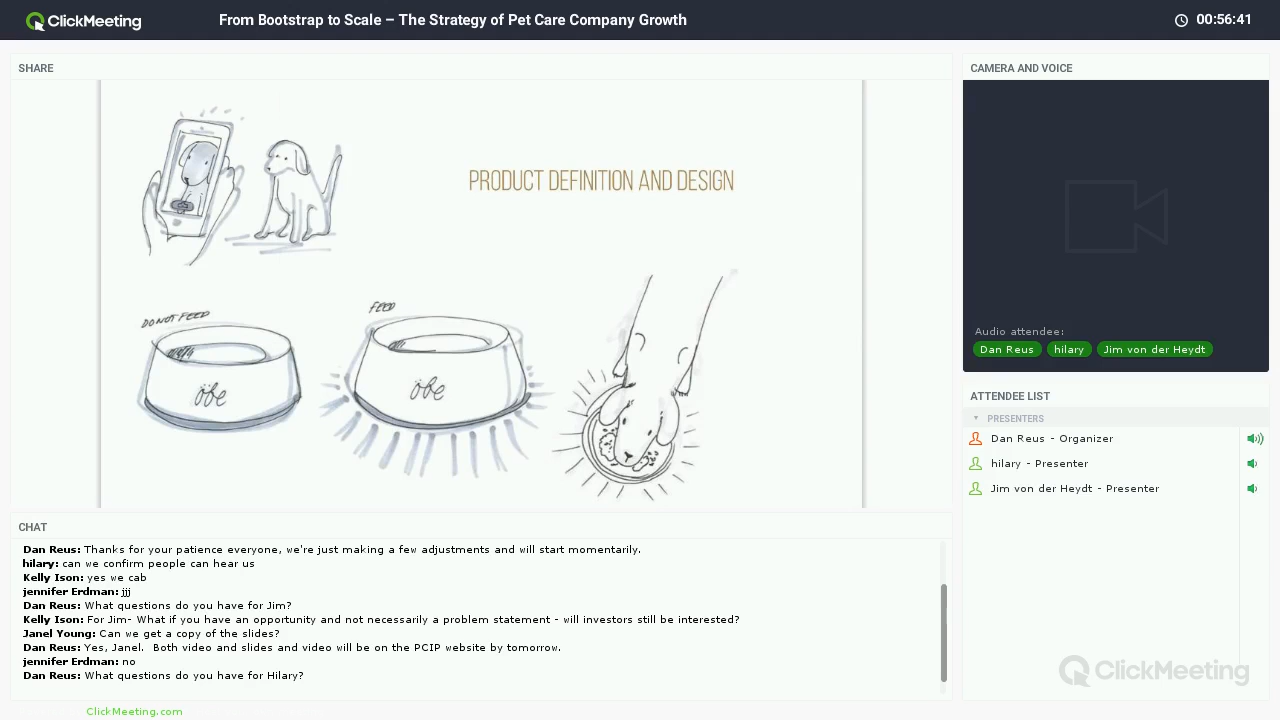 ClickMeeting
From Bootstrap to Scale – The Strategy of Pet Care Company Growth
00:56:41
SHARE
PRODUCT DEFINITION AND DESIGN
DO NOT FEED
FEED
öbe
öbe
CAMERA AND VOICE
Audio attendee:
Dan Reus hilary Jim von der Heydt
ATTENDEE LIST
PRESENTERS
Dan Reus - Organizer
hilary - Presenter
Jim von der Heydt - Presenter
CHAT
Dan Reus: Thanks for your patience everyone, we're just making a few adjustments and will start momentarily.
hilary: can we confirm people can hear us
Kelly Ison: yes we cab
jennifer Erdman: jjj
Dan Reus: What questions do you have for Jim?
Kelly Ison: For Jim- What if you have an opportunity and not necessarily a problem statement - will investors still be interested?
Janel Young: Can we get a copy of the slides?
Dan Reus: Yes, Janel.  Both video and slides and video will be on the PCIP website by tomorrow.
jennifer Erdman: no
Dan Reus: What questions do you have for Hilary?
ClickMeeting
ClickMeeting.com